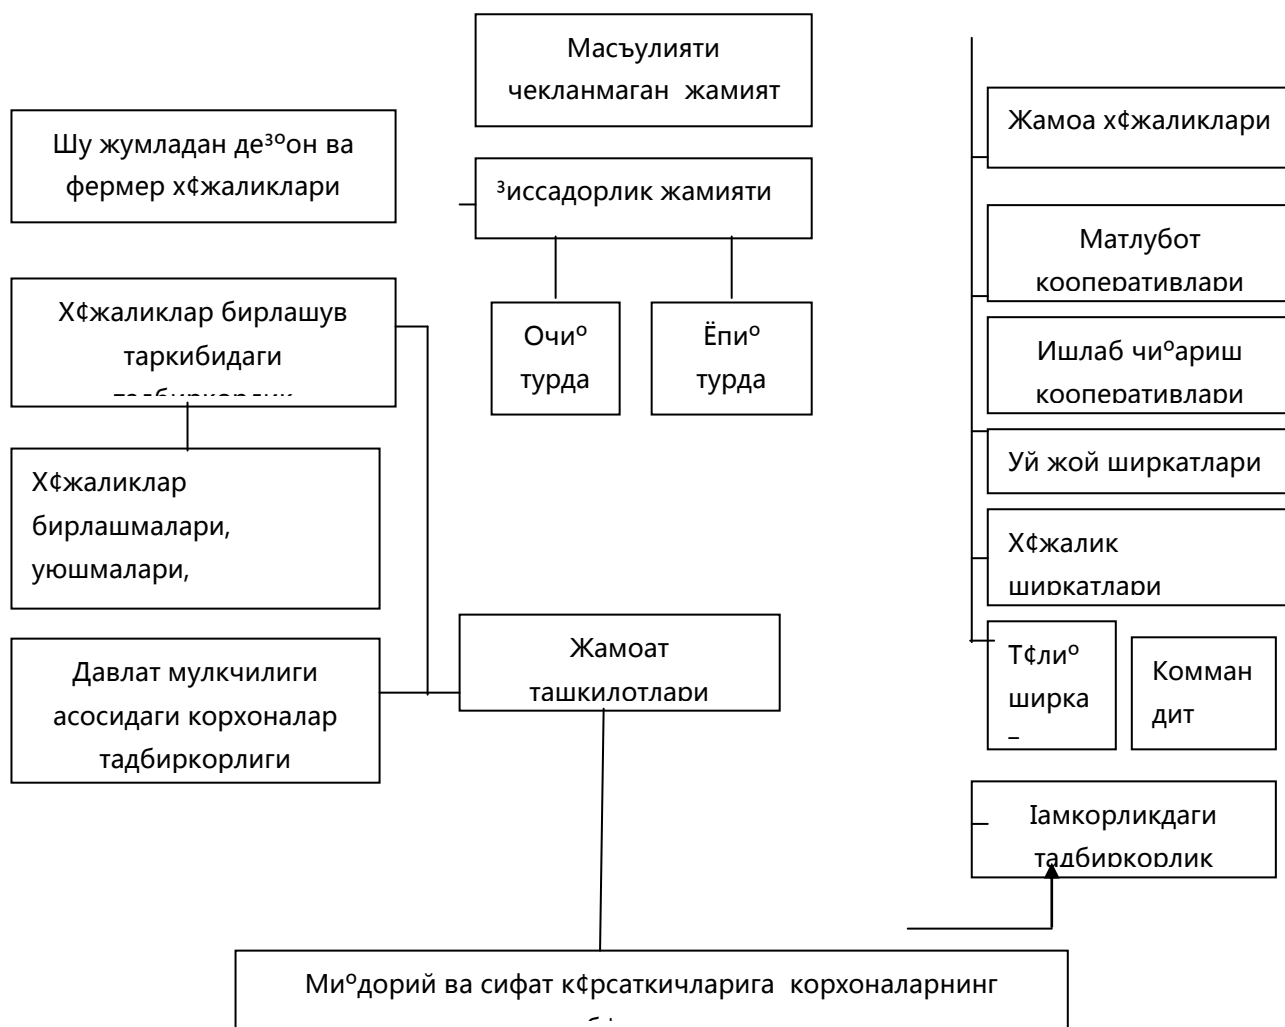 Масъулияти
чекланмаган жамият
Шу жумладан де³ºон ва
фермер х¢жаликлари
³иссадорлик жамияти
Жамоа х¢жаликлари
Матлубот
кооперативлари
Х¢жаликлар бирлашув
таркибидаги
тадбиркорлик
Очиº
турда
Ёпиº
турда
Ишлаб чиºариш
кооперативлари
Уй жой ширкатлари
Х¢жаликлар
бирлашмалари,
уюшмалари,
Х¢жалик
ширкатлари
Жамоат
ташкилотлари
Т¢лиº
ширка
Комман
дит
Давлат мулкчилиги
асосидаги корхоналар
тадбиркорлиги
Iамкорликдаги
тадбиркорлик
Миºдорий ва сифат к¢рсаткичларига корхоналарнинг